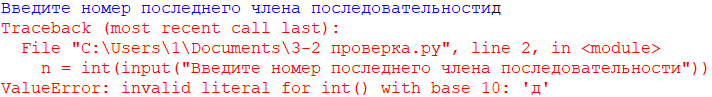 Введите номер последнего члена последовательностид
Traceback (most recent call last):
  File "C:\Users\1\Documents\3-2 проверка.py", line 2, in <module>
    n = int(input("Введите номер последнего члена последовательности"))
ValueError: invalid literal for int() with base 10: 'д'